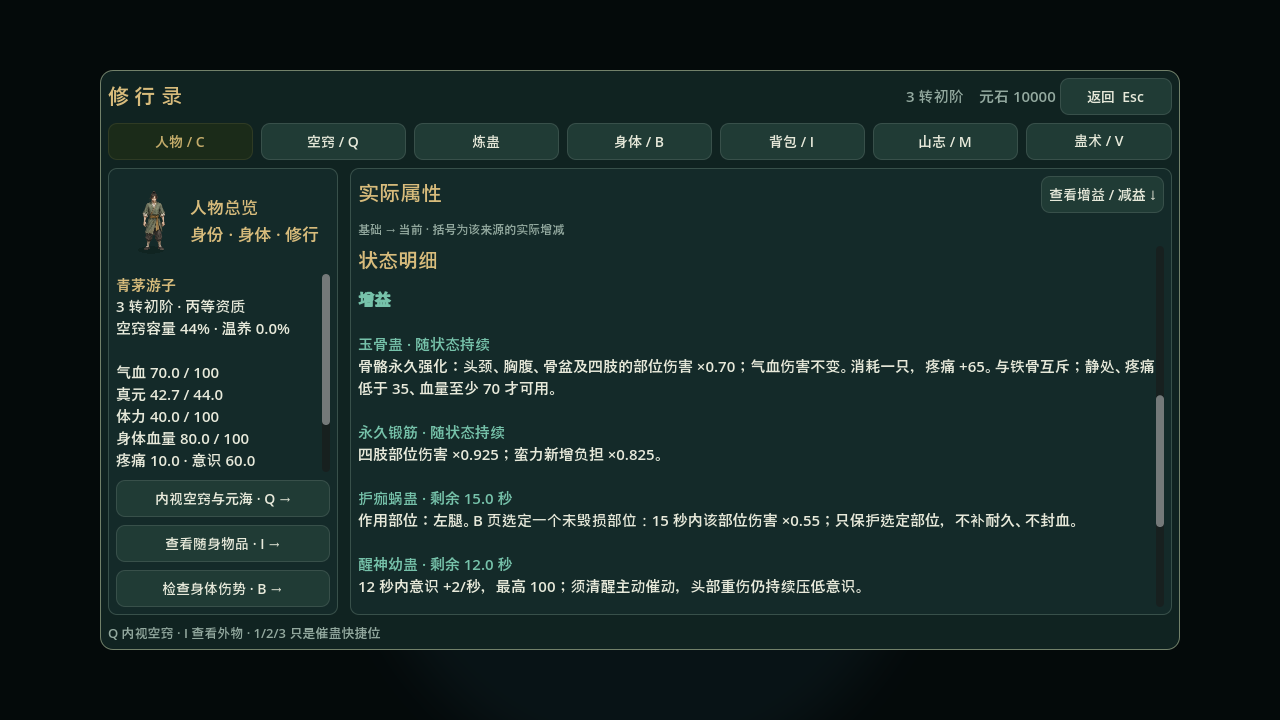 修行录
3 转初阶 元石 10000
返回 Esc
人物 / C
空窍 / Q
炼蛊
身体 / B
背包 / I
山志 / M
蛊术 / V
人物总览
身份 · 身体 · 修行
青茅游子
3 转初阶 · 丙等资质
空窍容量 44% · 温养 0.0%
气血 70.0 / 100
真元 42.7 / 44.0
体力 40.0 / 100
身体血量 80.0 / 100
疼痛 10.0 · 意识 60.0
内视空窍与元海 · Q →
查看随身物品 · I →
检查身体伤势 · B →
实际属性
查看增益 / 减益 ↓
基础 → 当前 · 括号为该来源的实际增减
状态明细
增益
玉骨蛊 · 随状态持续
骨骼永久强化：头颈、胸腹、骨盆及四肢的部位伤害 ×0.70；气血伤害不变。消耗一只，疼痛 +65。与铁骨互斥；静处、疼痛
低于 35、血量至少 70 才可用。
永久锻筋 · 随状态持续
四肢部位伤害 ×0.925；蛮力新增负担 ×0.825。
护痂蜗蛊 · 剩余 15.0 秒
作用部位：左腿。B 页选定一个未毁损部位：15 秒内该部位伤害 ×0.55；只保护选定部位，不补耐久、不封血。
醒神幼蛊 · 剩余 12.0 秒
12 秒内意识 +2/秒，最高 100；须清醒主动催动，头部重伤仍持续压低意识。
Q 内视空窍 · I 查看外物 · 1/2/3 只是催蛊快捷位